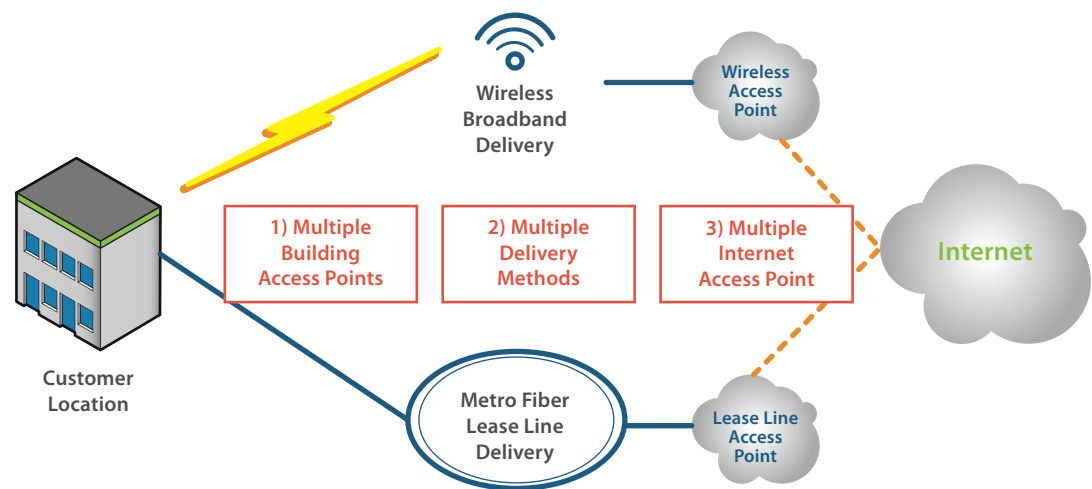 Wireless
Broadband
Delivery
Wireless
Access
Point
1) Multiple
Building
Access Points
2) Multiple
Delivery
Methods
3) Multiple
Internet
Access Point
Internet
Customer
Location
Metro Fiber
Lease Line
Delivery
Lease Line
Access
Point